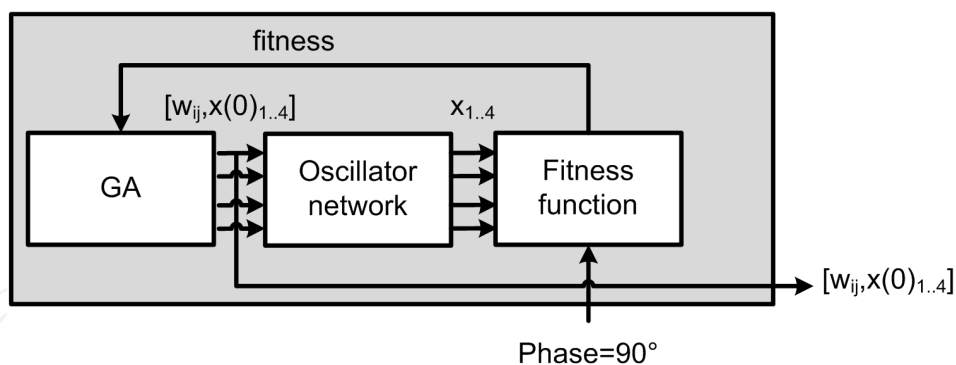 fitness
[wij,x(0)1..4]
x1..4
GA
Oscillator
network
Fitness
function
[wij,x(0)1..4]
Phase=90°